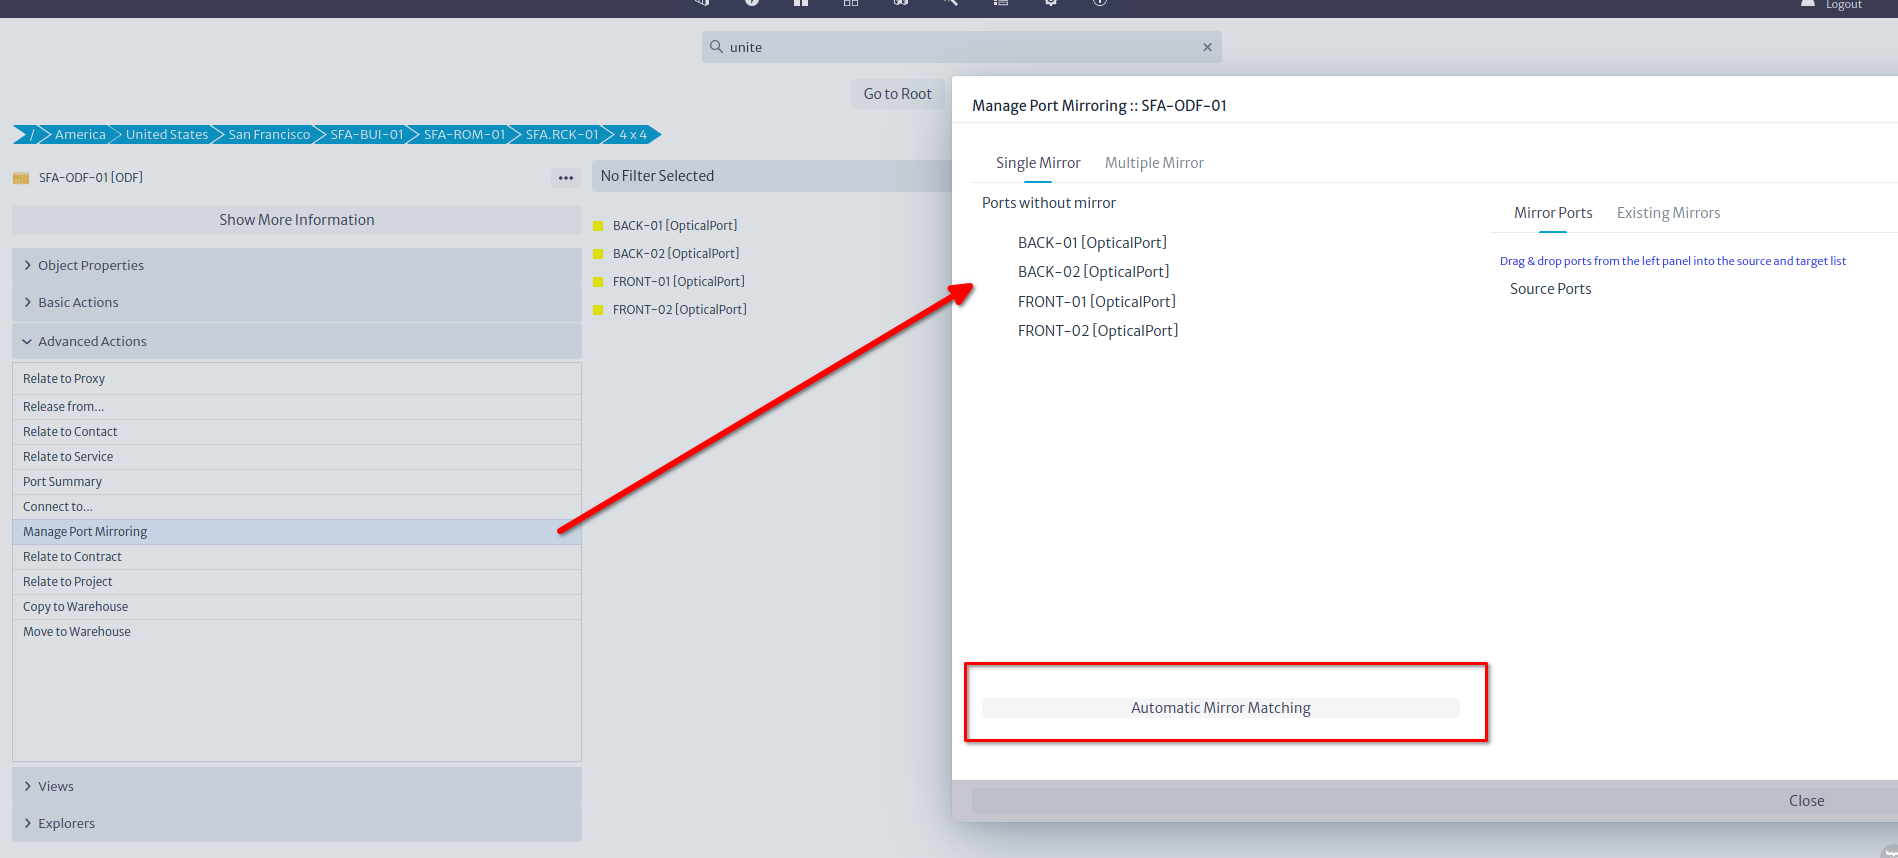 Logout
unite
Go to Root
/ America United States San Francisco SFA-BUI-01 SFA-ROM-01 SFA.RCK-01 4 x 4
SFA-ODF-01 [ODF]
Show More Information
Object Properties
Basic Actions
Advanced Actions
Relate to Proxy
Release from...
Relate to Contact
Relate to Service
Port Summary
Connect to...
Manage Port Mirroring
Relate to Contract
Relate to Project
Copy to Warehouse
Move to Warehouse
Views
Explorers
No Filter Selected
BACK-01 [OpticalPort]
BACK-02 [OpticalPort]
FRONT-01 [OpticalPort]
FRONT-02 [OpticalPort]
Manage Port Mirroring :: SFA-ODF-01
Single Mirror Multiple Mirror
Ports without mirror
BACK-01 [OpticalPort]
BACK-02 [OpticalPort]
FRONT-01 [OpticalPort]
FRONT-02 [OpticalPort]
Automatic Mirror Matching
Mirror Ports Existing Mirrors
Drag & drop ports from the left panel into the source and target list
Source Ports
Close